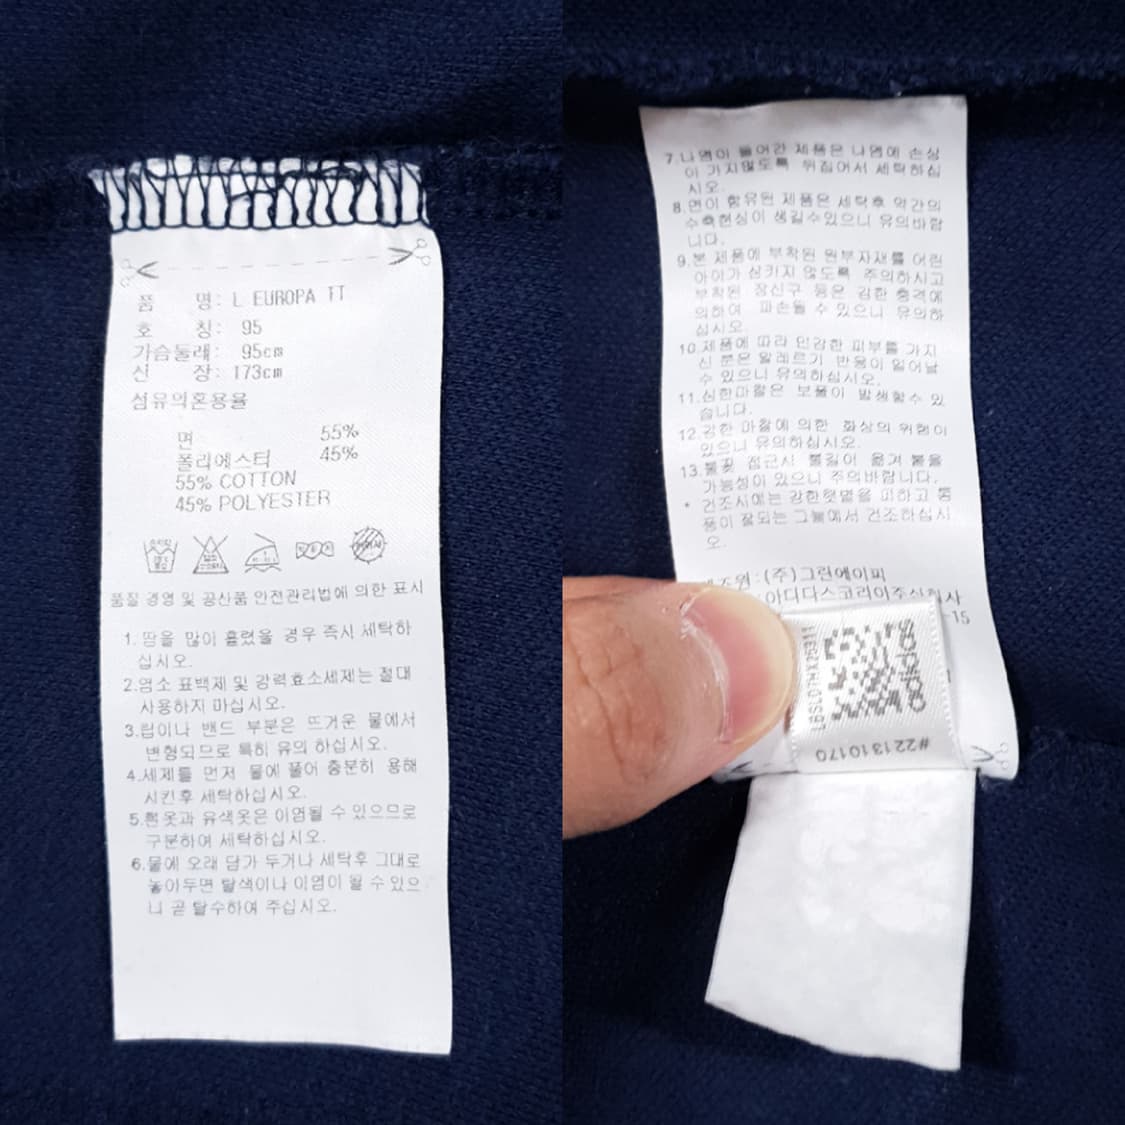 품 명: L EUROPA TT
호 칭: 95
가슴둘레: 95cm
신 장: 173cm
섬유의혼용율
면 55%
폴리에스터 45%
55% COTTON
45% POLYESTER
품질 경영 및 공산품 안전관리법에 의한 표시
1.땀을 많이 흘렸을 경우 즉시 세탁하
십시오.
2.염소 표백제 및 강력효소세제는 절대
사용하지 마십시오.
3.립이나 밴드 부분은 뜨거운 물에서
변형되므로 특히 유의 하십시오.
4.세제를 먼저 물에 풀어 충분히 용해
시킨후 세탁하십시오.
5.흰옷과 유색옷은 이염될 수 있으므로
구분하여 세탁하십시오.
6.물에 오래 담가 두거나 세탁후 그대로
놓아두면 탈색이나 이염이 될 수 있으
니 곧 탈수하여 주십시오.
7.나염이 들어간 제품은 나염에 손상
이 가지않도록 뒤집어서 세탁하십
시오.
8.면이 함유된 제품은 세탁후 약간의
수축현상이 생길수있으니 유의바랍
니다.
9.본 제품에 부착된 원부자재를 어린
아이가 삼키지 않도록 주의하시고
부착된 장신구 등은 강한 충격에
의하여 파손될 수 있으니 유의하
십시오.
10.제품에 따라 민감한 피부를 가지
신 분은 알레르기 반응이 일어날
수 있으니 유의하십시오.
11.심한마찰은 보풀이 발생할수 있
습니다.
12.강한 마찰에 의한 화상의 위험이
있으니 유의하십시오.
13.불꽃 접근시 불길이 옮겨 붙을
가능성이 있으니 주의바랍니다.
* 건조시에는 강한햇볕을 피하고 통
풍이 잘되는 그늘에서 건조하십시
오.
제조원:(주)그린에이피
:아디다스코리아주식회사
-15
adidas
#221310170